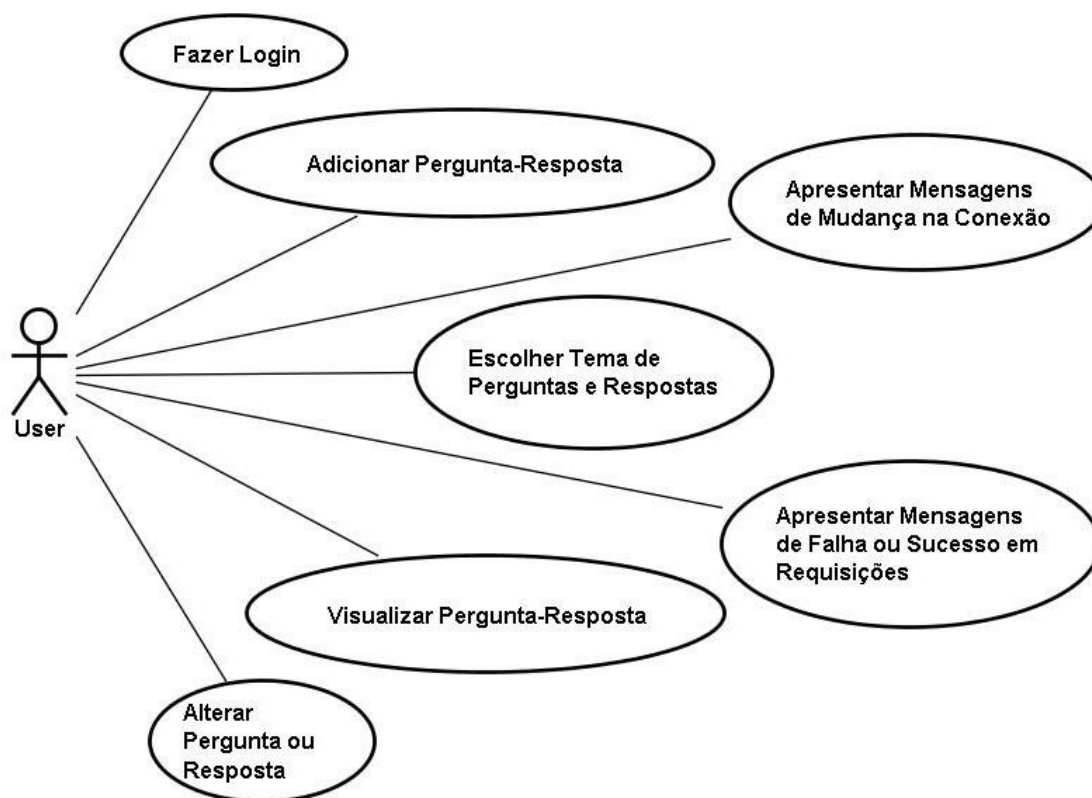 Fazer Login
Adicionar Pergunta-Resposta
Apresentar Mensagens
de Mudança na Conexão
Escolher Tema de
Perguntas e Respostas
User
Apresentar Mensagens
de Falha ou Sucesso em
Requisições
Visualizar Pergunta-Resposta
Alterar
Pergunta ou
Resposta